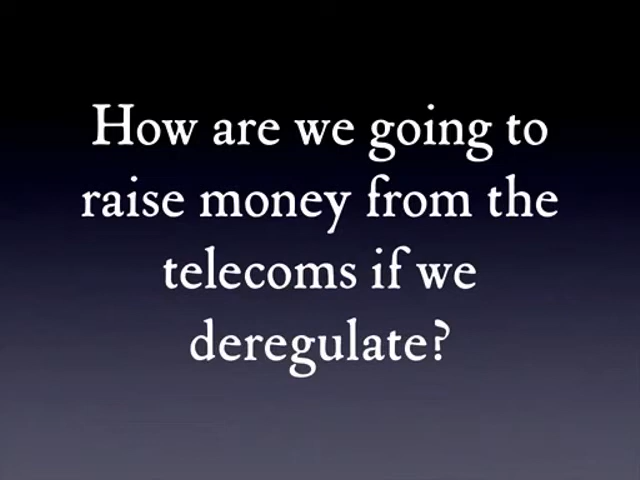 How are we going to
raise money from the
telecoms if we
deregulate?